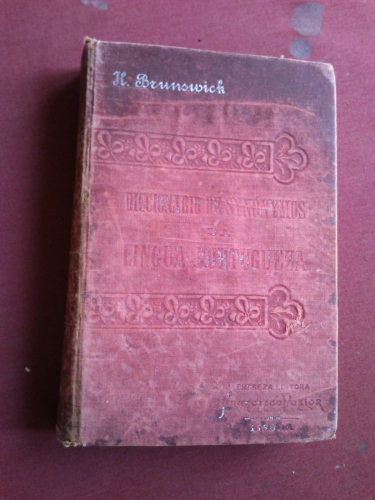 H. Brunswick
DICCIONARIO DE SYNONYMOS
DA
LINGUA PORTUGUEZA
EMPREZA EDITORA